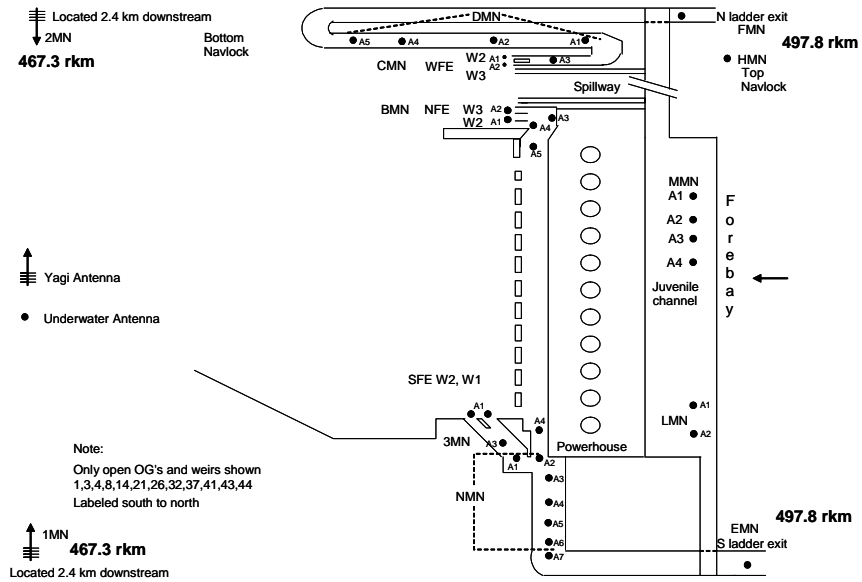 Located 2.4 km downstream
2MN
467.3 rkm
Bottom
Navlock
DMN
A5
A4
A2
A1
N ladder exit
FMN
497.8 rkm
HMN
Top
Navlock
CMN
WFE
W2
A1
A2
W3
A3
Spillway
BMN
NFE
W3
A2
W2
A1
A3
A4
A5
MMN
A1
A2
A3
A4
Juvenile
channel
Forebay
Yagi Antenna
Underwater Antenna
SFE W2, W1
A1
3MN
A3
A1
A4
A2
Powerhouse
LMN
A1
A2
Note:
Only open OG's and weirs shown
1,3,4,8,14,21,26,32,37,41,43,44
Labeled south to north
NMN
A3
A4
A5
A6
A7
497.8 rkm
EMN
S ladder exit
1MN
467.3 rkm
Located 2.4 km downstream